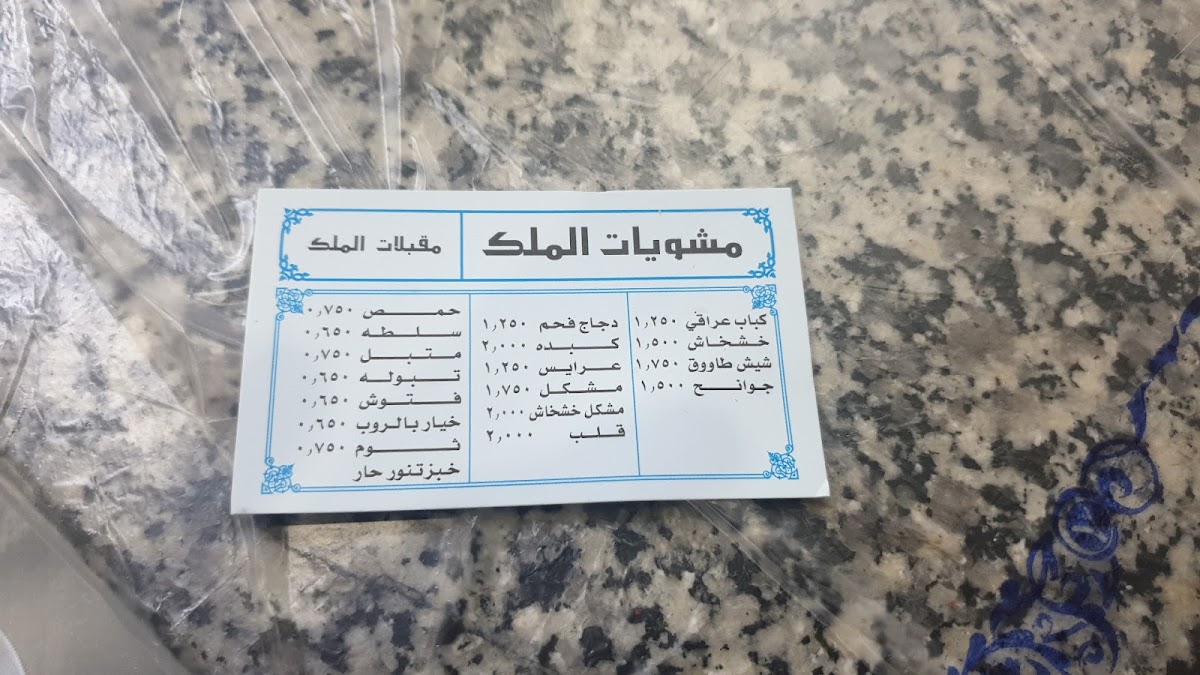 مشويات الملك
مقبلات الملك
كباب عراقي ١,٢٥٠
خشخاش ١,٥٠٠
شيش طاووق ١,٧٥٠
جوانح ١,٥٠٠
دجاج فحم ١,٢٥٠
كبده ٢,٠٠٠
عرايس ١,٢٥٠
مشكل ١,٧٥٠
مشكل خشخاش ٢,٠٠٠
قلب ٢,٠٠٠
حمص ٠,٧٥٠
سلطه ٠,٦٥٠
متبل ٠,٧٥٠
تبوله ٠,٦٥٠
فتوش ٠,٦٥٠
خيار بالروب ٠,٦٥٠
ثوم ٠,٧٥٠
خبز تنور حار